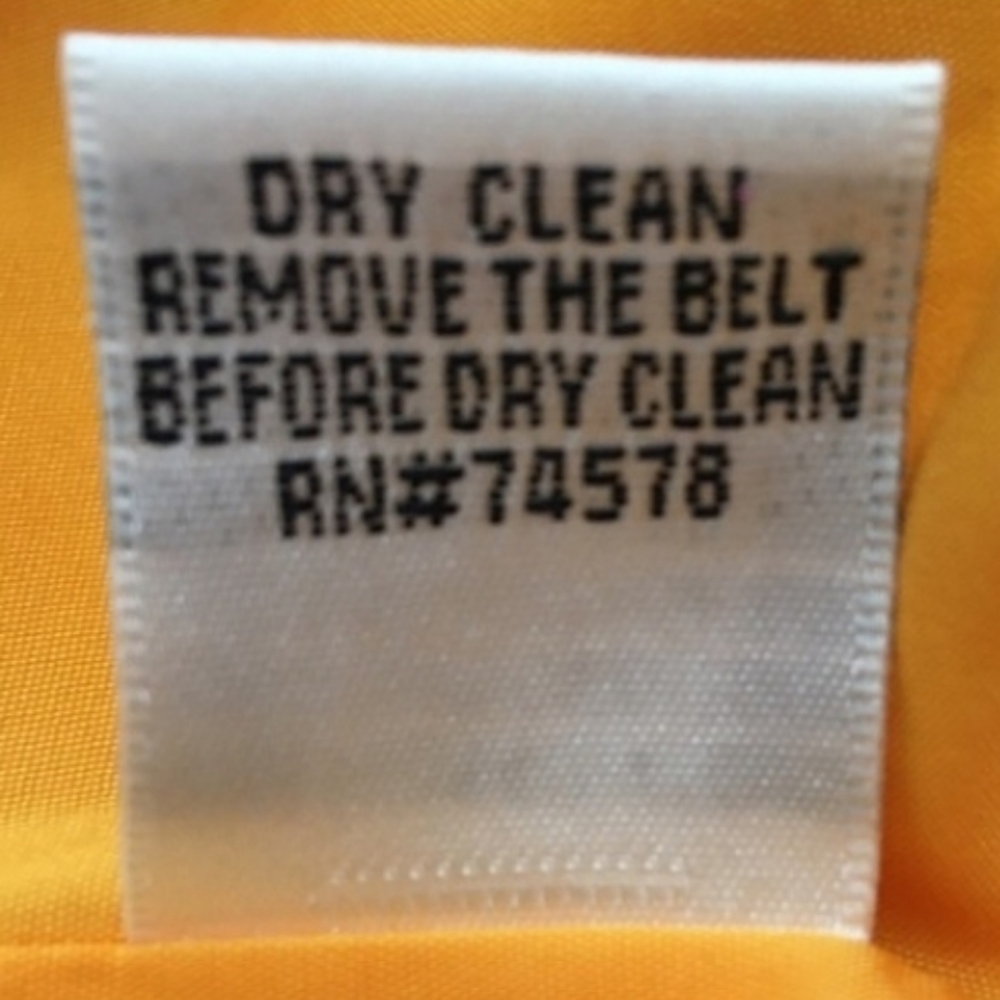 DRY CLEAN
REMOVE THE BELT
BEFORE DRY CLEAN
RN#74578